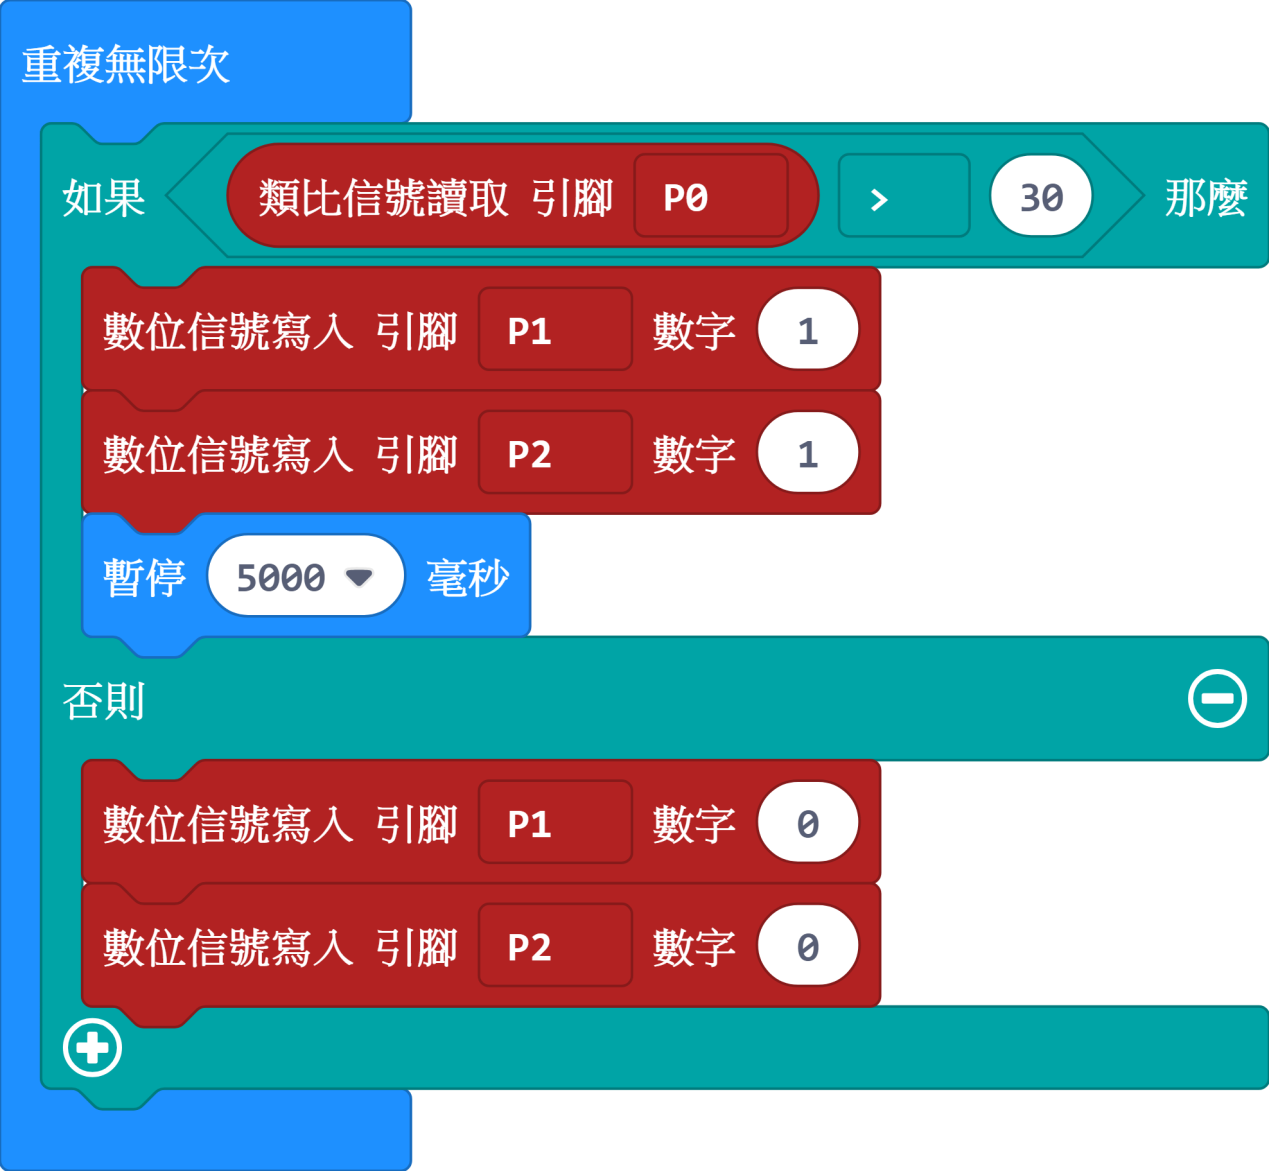 重複無限次
如果 類比信號讀取 引腳 P0 > 30 那麼
數位信號寫入 引腳 P1 數字 1
數位信號寫入 引腳 P2 數字 1
暫停 5000 毫秒
否則
數位信號寫入 引腳 P1 數字 0
數位信號寫入 引腳 P2 數字 0